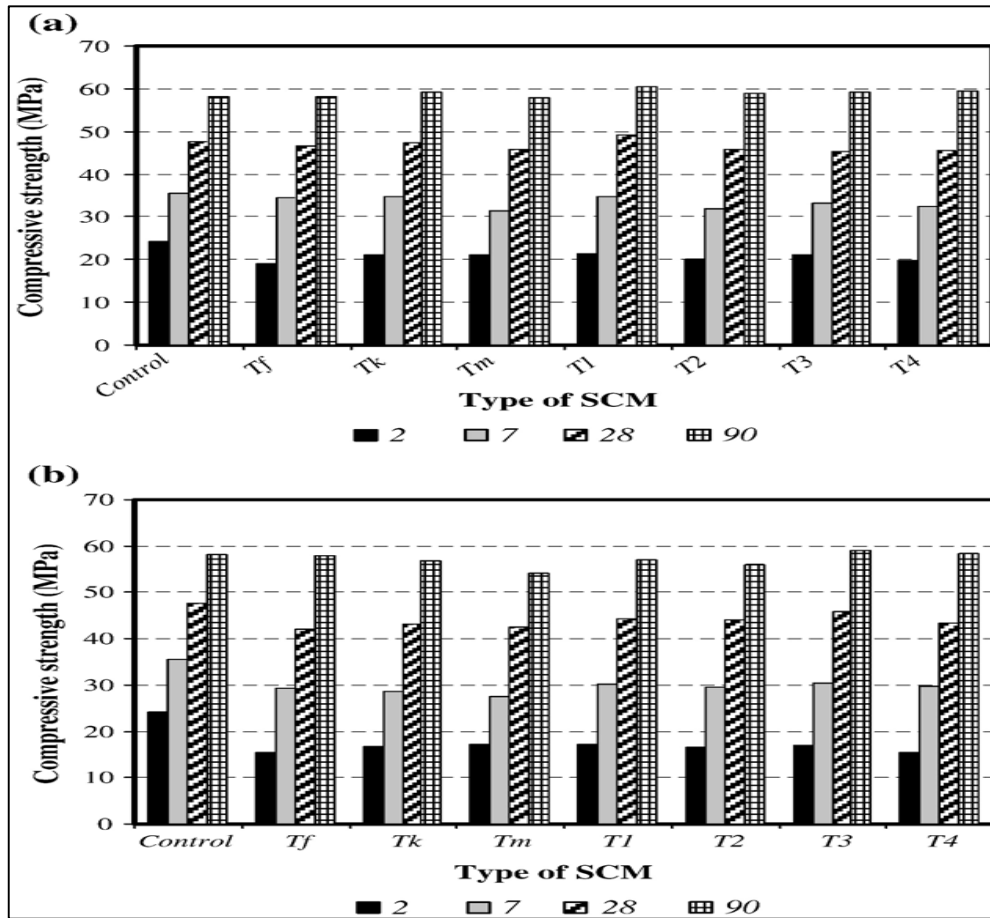 (a)
Compressive strength (MPa)
70
60
50
40
30
20
10
0
Control Tf Tk Tm T1 T2 T3 T4
Type of SCM
2 7 28 90
(b)
Compressive strength (MPa)
70
60
50
40
30
20
10
0
Control Tf Tk Tm T1 T2 T3 T4
Type of SCM
2 7 28 90